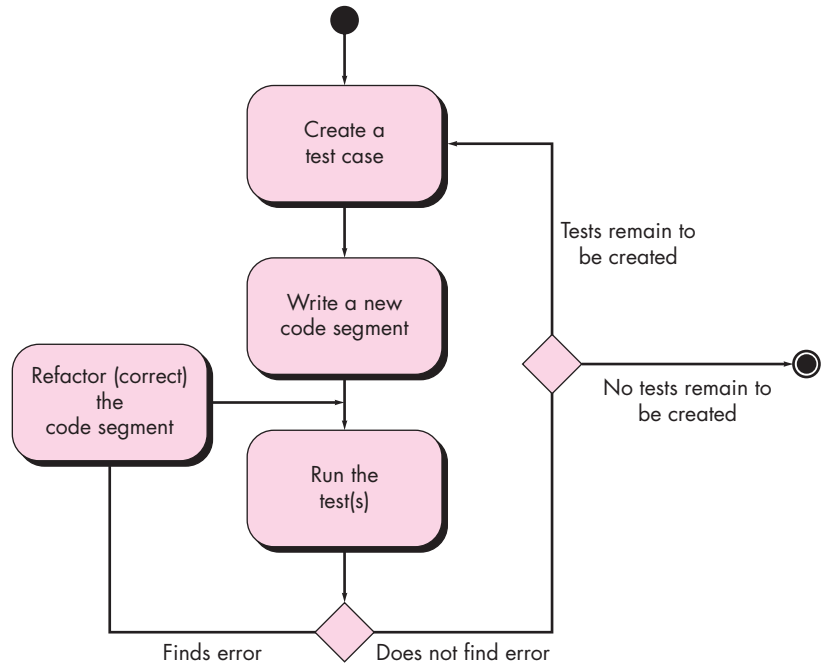 Create a
test case
Tests remain to
be created
Write a new
code segment
Refactor (correct)
the
code segment
No tests remain to
be created
Run the
test(s)
Finds error
Does not find error